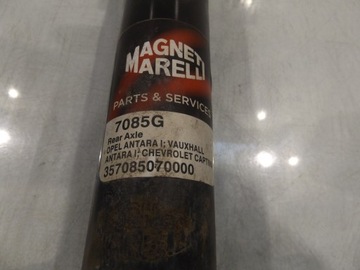 MAGNETI
MARELLI
PARTS & SERVICES
7085G
Rear Axle
OPEL ANTARA I; VAUXHALL
ANTARA I; CHEVROLET CAPTIVA
357085070000